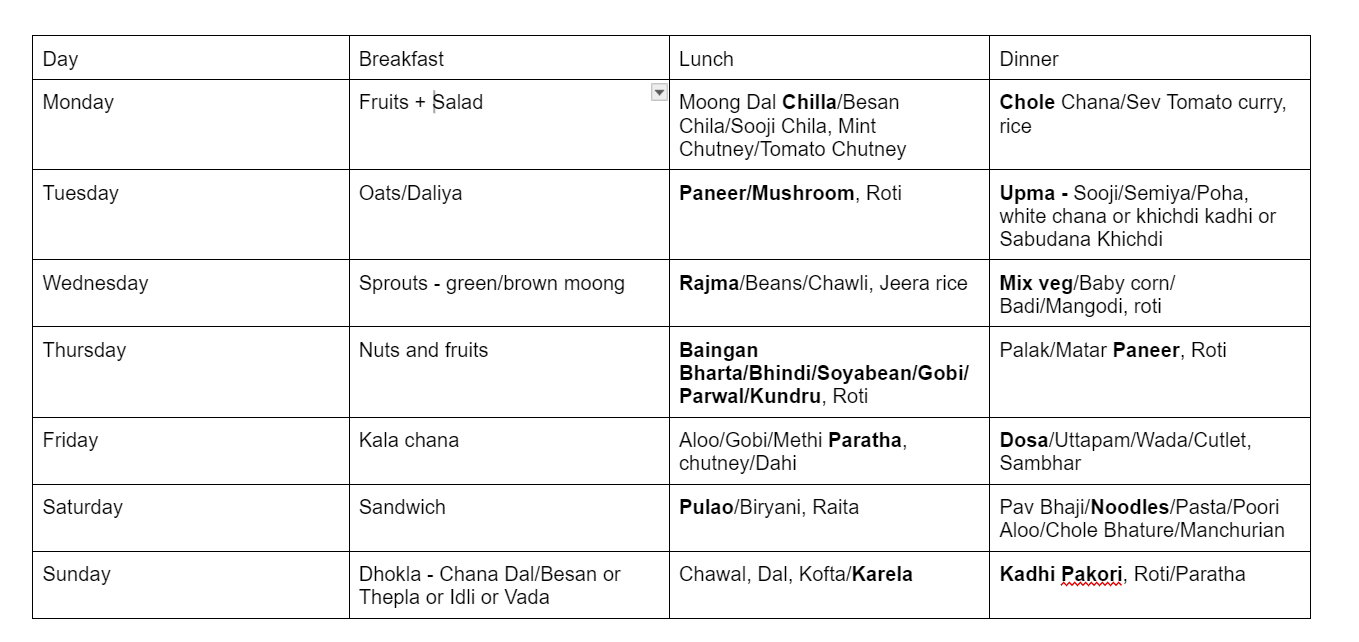 Day
Breakfast
Lunch
Dinner
Monday
Fruits + Salad
Moong Dal Chilla/Besan
Chila/Sooji Chila, Mint
Chutney/Tomato Chutney
Chole Chana/Sev Tomato curry,
rice
Tuesday
Oats/Daliya
Paneer/Mushroom, Roti
Upma - Sooji/Semiya/Poha,
white chana or khichdi kadhi or
Sabudana Khichdi
Wednesday
Sprouts - green/brown moong
Rajma/Beans/Chawli, Jeera rice
Mix veg/Baby corn/
Badi/Mangodi, roti
Thursday
Nuts and fruits
Baingan
Bharta/Bhindi/Soyabean/Gobi/
Parwal/Kundru, Roti
Palak/Matar Paneer, Roti
Friday
Kala chana
Aloo/Gobi/Methi Paratha,
chutney/Dahi
Dosa/Uttapam/Wada/Cutlet,
Sambhar
Saturday
Sandwich
Pulao/Biryani, Raita
Pav Bhaji/Noodles/Pasta/Poori
Aloo/Chole Bhature/Manchurian
Sunday
Dhokla - Chana Dal/Besan or
Thepla or Idli or Vada
Chawal, Dal, Kofta/Karela
Kadhi Pakori, Roti/Paratha